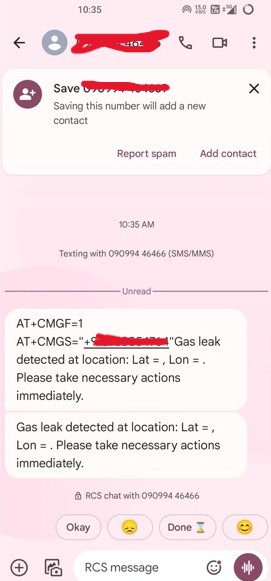 10:35
Save
Saving this number will add a new
contact
Report spam
Add contact
10:35 AM
Texting with 090994 46466 (SMS/MMS)
Unread
AT+CMGF=1
AT+CMGS="+9 "Gas leak
detected at location: Lat = ,
Lon = .
Please take necessary actions
immediately.
Gas leak detected at location: Lat = ,
Lon = . Please take necessary actions
immediately.
RCS chat with 090994 46466
Okay
Done
RCS message